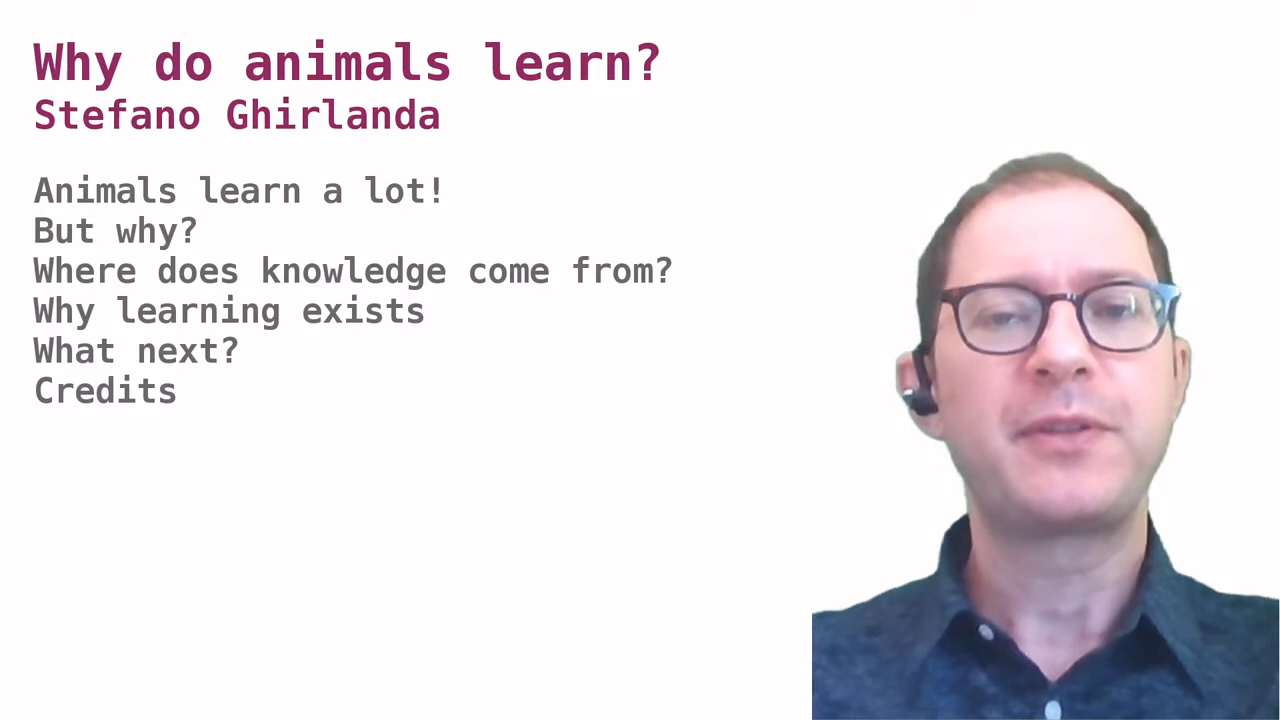 Why do animals learn?
Stefano Ghirlanda
Animals learn a lot!
But why?
Where does knowledge come from?
Why learning exists
What next?
Credits